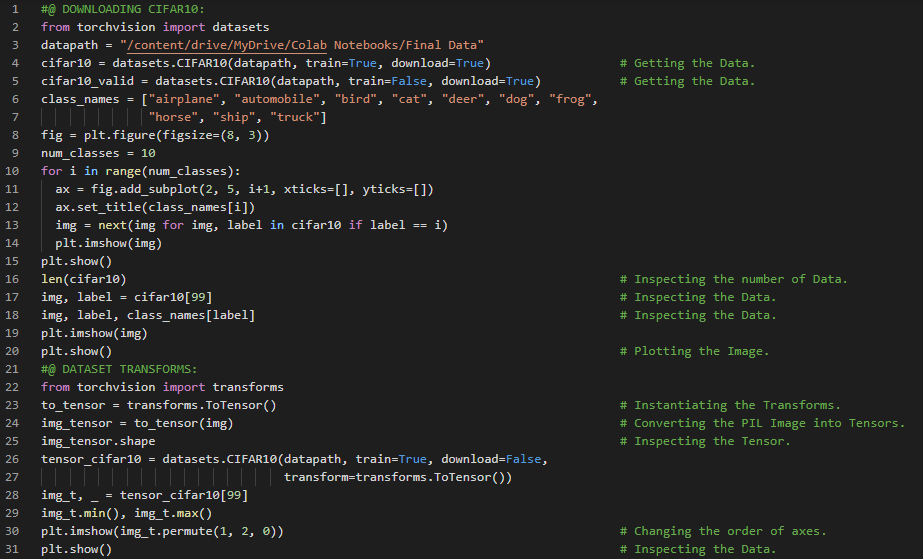 1 #@ DOWNLOADING CIFAR10:
2 from torchvision import datasets
3 datapath = "/content/drive/MyDrive/Colab Notebooks/Final Data"
4 cifar10 = datasets.CIFAR10(datapath, train=True, download=True) # Getting the Data.
5 cifar10_valid = datasets.CIFAR10(datapath, train=False, download=True) # Getting the Data.
6 class_names = ["airplane", "automobile", "bird", "cat", "deer", "dog", "frog",
7 "horse", "ship", "truck"]
8 fig = plt.figure(figsize=(8, 3))
9 num_classes = 10
10 for i in range(num_classes):
11 ax = fig.add_subplot(2, 5, i+1, xticks=[], yticks=[])
12 ax.set_title(class_names[i])
13 img = next(img for img, label in cifar10 if label == i)
14 plt.imshow(img)
15 plt.show()
16 len(cifar10) # Inspecting the number of Data.
17 img, label = cifar10[99] # Inspecting the Data.
18 img, label, class_names[label] # Inspecting the Data.
19 plt.imshow(img)
20 plt.show() # Plotting the Image.
21 #@ DATASET TRANSFORMS:
22 from torchvision import transforms
23 to_tensor = transforms.ToTensor() # Instantiating the Transforms.
24 img_tensor = to_tensor(img) # Converting the PIL Image into Tensors.
25 img_tensor.shape # Inspecting the Tensor.
26 tensor_cifar10 = datasets.CIFAR10(datapath, train=True, download=False,
27 transform=transforms.ToTensor())
28 img_t, _ = tensor_cifar10[99]
29 img_t.min(), img_t.max()
30 plt.imshow(img_t.permute(1, 2, 0)) # Changing the order of axes.
31 plt.show() # Inspecting the Data.